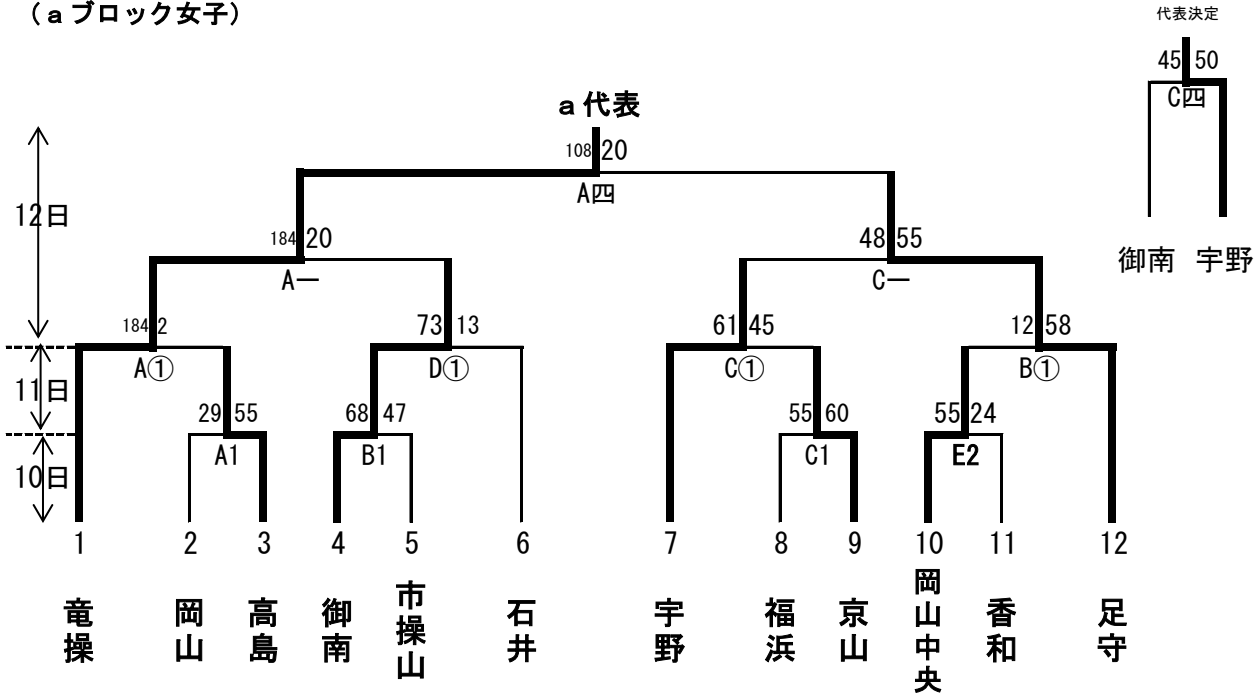 （ａブロック女子）
代表決定
45 50
C四
御南 宇野
ａ代表
108 20
A四
12日
184 20
A一
48 55
C一
184 2
A①
73 13
D①
61 45
C①
12 58
B①
11日
29 55
A1
68 47
B1
55 60
C1
55 24
E2
10日
1 2 3 4 5 6 7 8 9 10 11 12
竜操
岡山
高島
御南
市操山
石井
宇野
福浜
京山
岡山中央
香和
足守